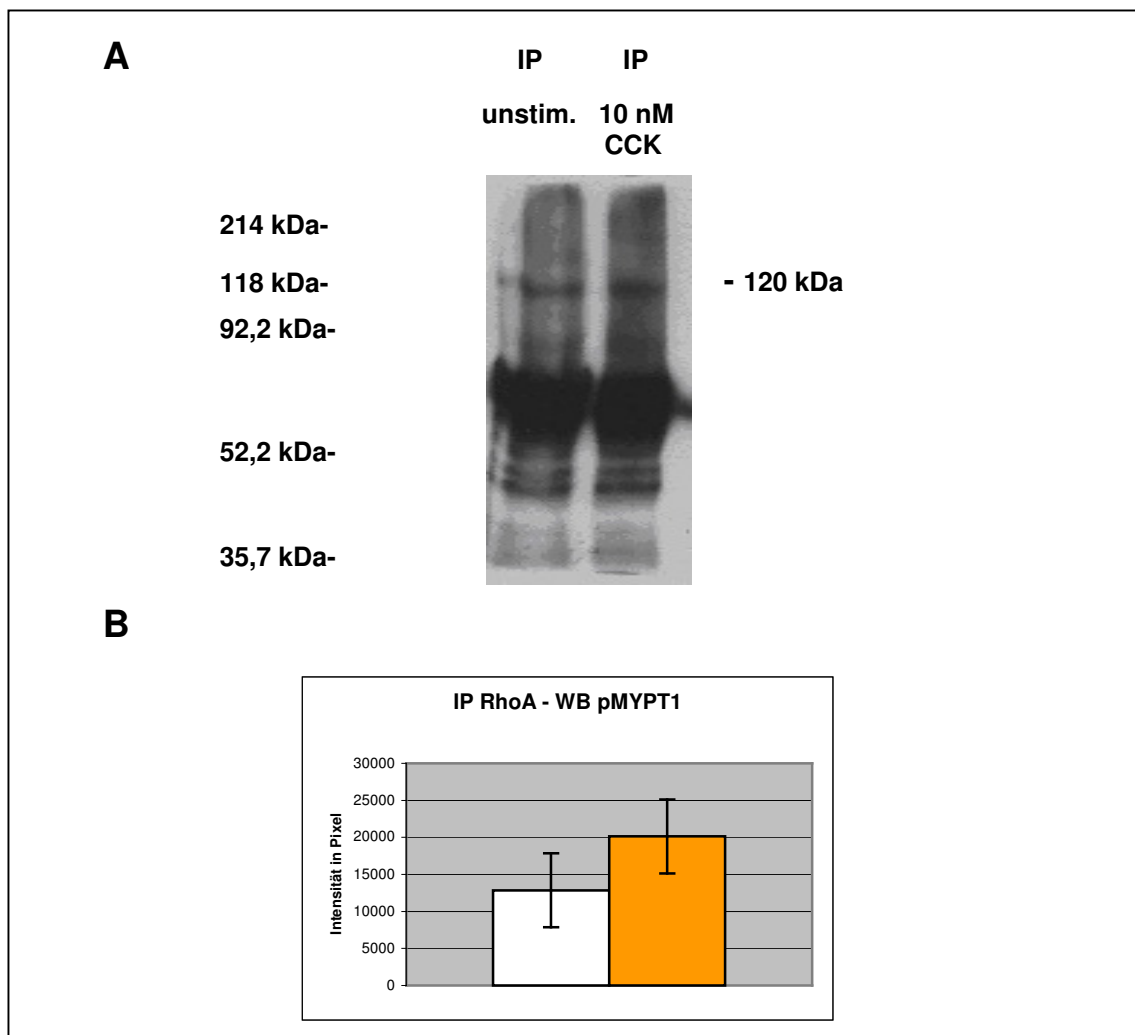 A
IP IP
unstim. 10 nM
CCK
214 kDa-
118 kDa-
- 120 kDa
92,2 kDa-
52,2 kDa-
35,7 kDa-
B
IP RhoA - WB pMYPT1
Intensität in Pixel
30000
25000
20000
15000
10000
5000
0